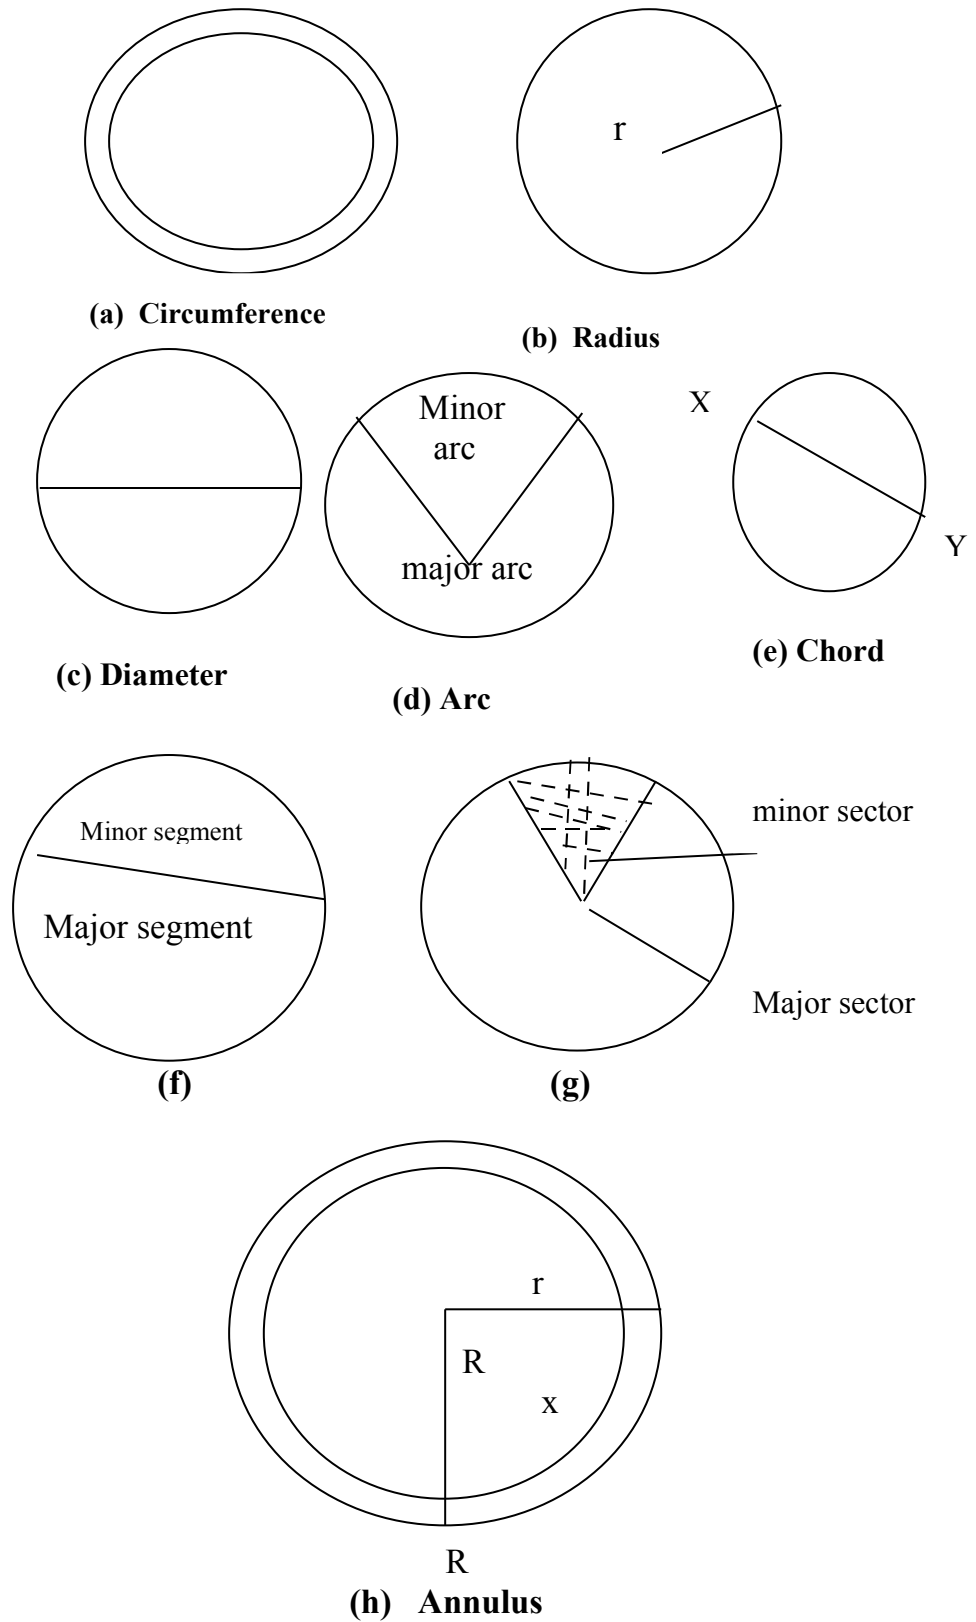 r
(a) Circumference
(b) Radius
Minor
arc
major arc
X
Y
(c) Diameter
(d) Arc
(e) Chord
Minor segment
Major segment
minor sector
Major sector
(f)
(g)
r
R
x
R
(h) Annulus